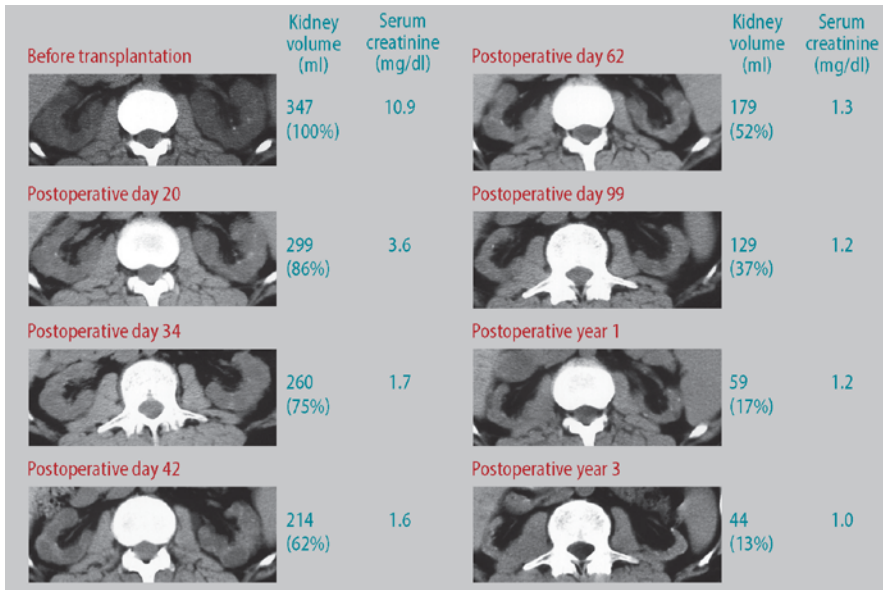 Kidney
volume
(ml)
Serum
creatinine
(mg/dl)
Before transplantation
347
(100%)
10.9
Postoperative day 20
299
(86%)
3.6
Postoperative day 34
260
(75%)
1.7
Postoperative day 42
214
(62%)
1.6
Kidney
volume
(ml)
Serum
creatinine
(mg/dl)
Postoperative day 62
179
(52%)
1.3
Postoperative day 99
129
(37%)
1.2
Postoperative year 1
59
(17%)
1.2
Postoperative year 3
44
(13%)
1.0